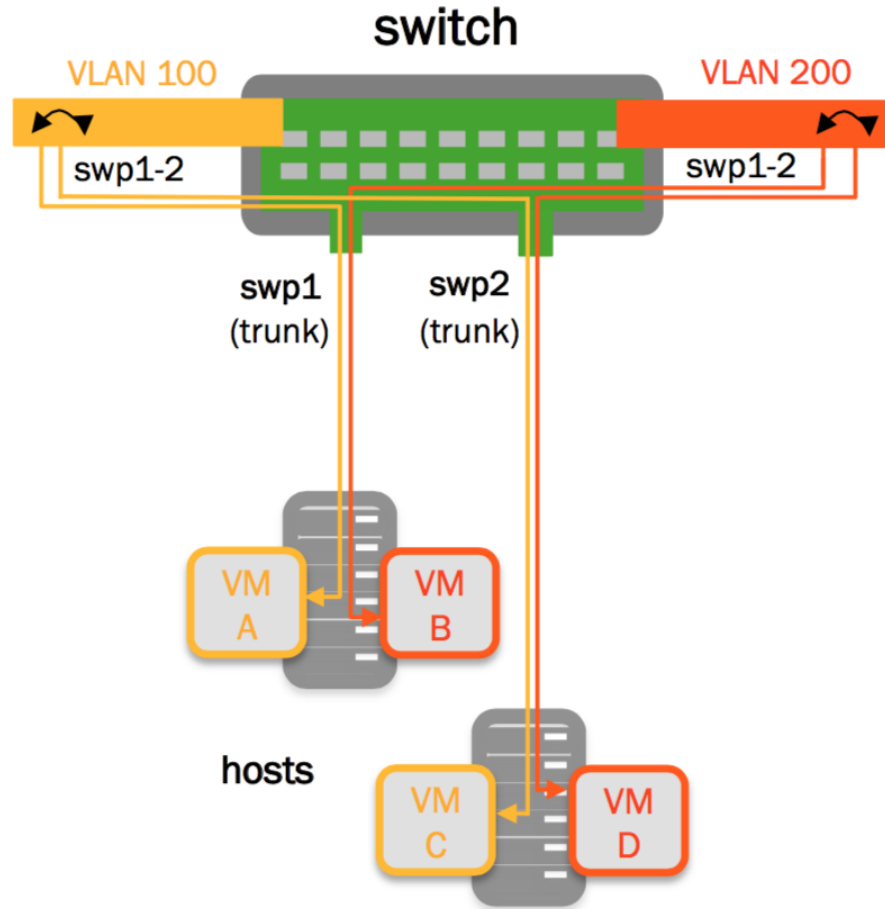 switch
VLAN 100
VLAN 200
swp1-2
swp1-2
swp1
(trunk)
swp2
(trunk)
VM
A
VM
B
hosts
VM
C
VM
D